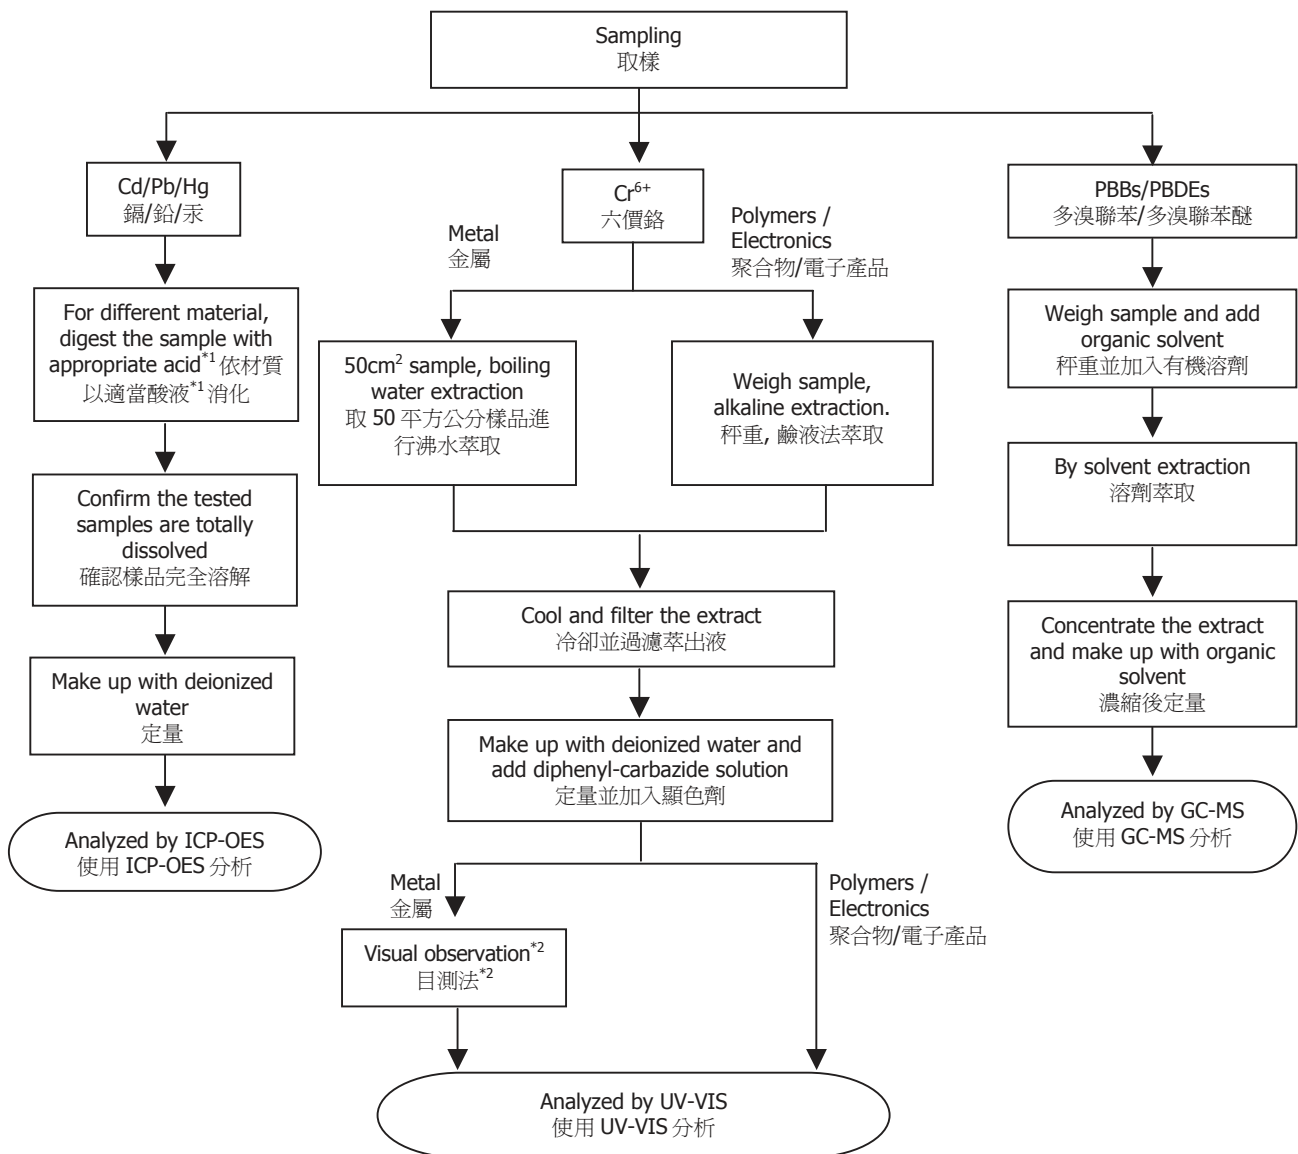 Sampling
取樣
Cd/Pb/Hg
鎘/鉛/汞
For different material,
digest the sample with
appropriate acid*1 依材質
以適當酸液*1 消化
Confirm the tested
samples are totally
dissolved
確認樣品完全溶解
Make up with deionized
water
定量
Analyzed by ICP-OES
使用 ICP-OES 分析
Cr6+
六價鉻
Metal
金屬
Polymers /
Electronics
聚合物/電子產品
50cm2 sample, boiling
water extraction
取 50 平方公分樣品進
行沸水萃取
Weigh sample,
alkaline extraction.
秤重, 鹼液法萃取
Cool and filter the extract
冷卻並過濾萃出液
Make up with deionized water and
add diphenyl-carbazide solution
定量並加入顯色劑
Metal
金屬
Polymers /
Electronics
聚合物/電子產品
Visual observation*2
目測法*2
Analyzed by UV-VIS
使用 UV-VIS 分析
PBBs/PBDEs
多溴聯苯/多溴聯苯醚
Weigh sample and add
organic solvent
秤重並加入有機溶劑
By solvent extraction
溶劑萃取
Concentrate the extract
and make up with organic
solvent
濃縮後定量
Analyzed by GC-MS
使用 GC-MS 分析